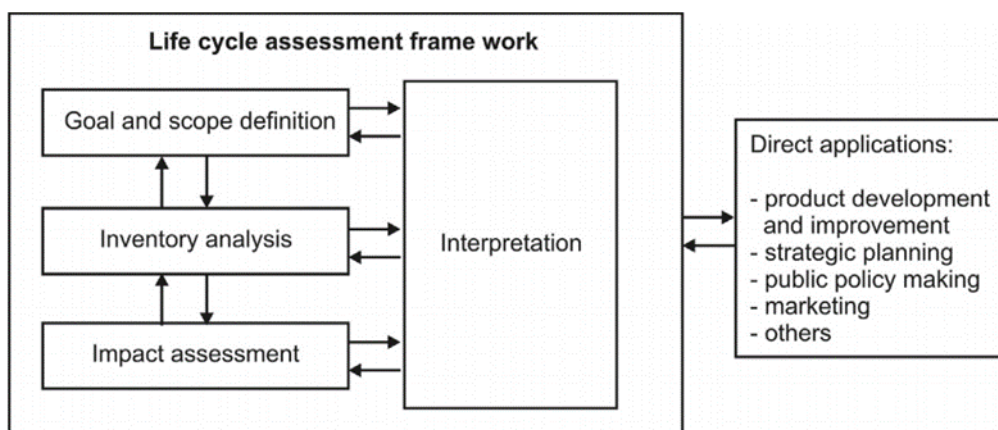 Life cycle assessment frame work
Goal and scope definition
Inventory analysis
Impact assessment
Interpretation
Direct applications:
- product development
and improvement
- strategic planning
- public policy making
- marketing
- others